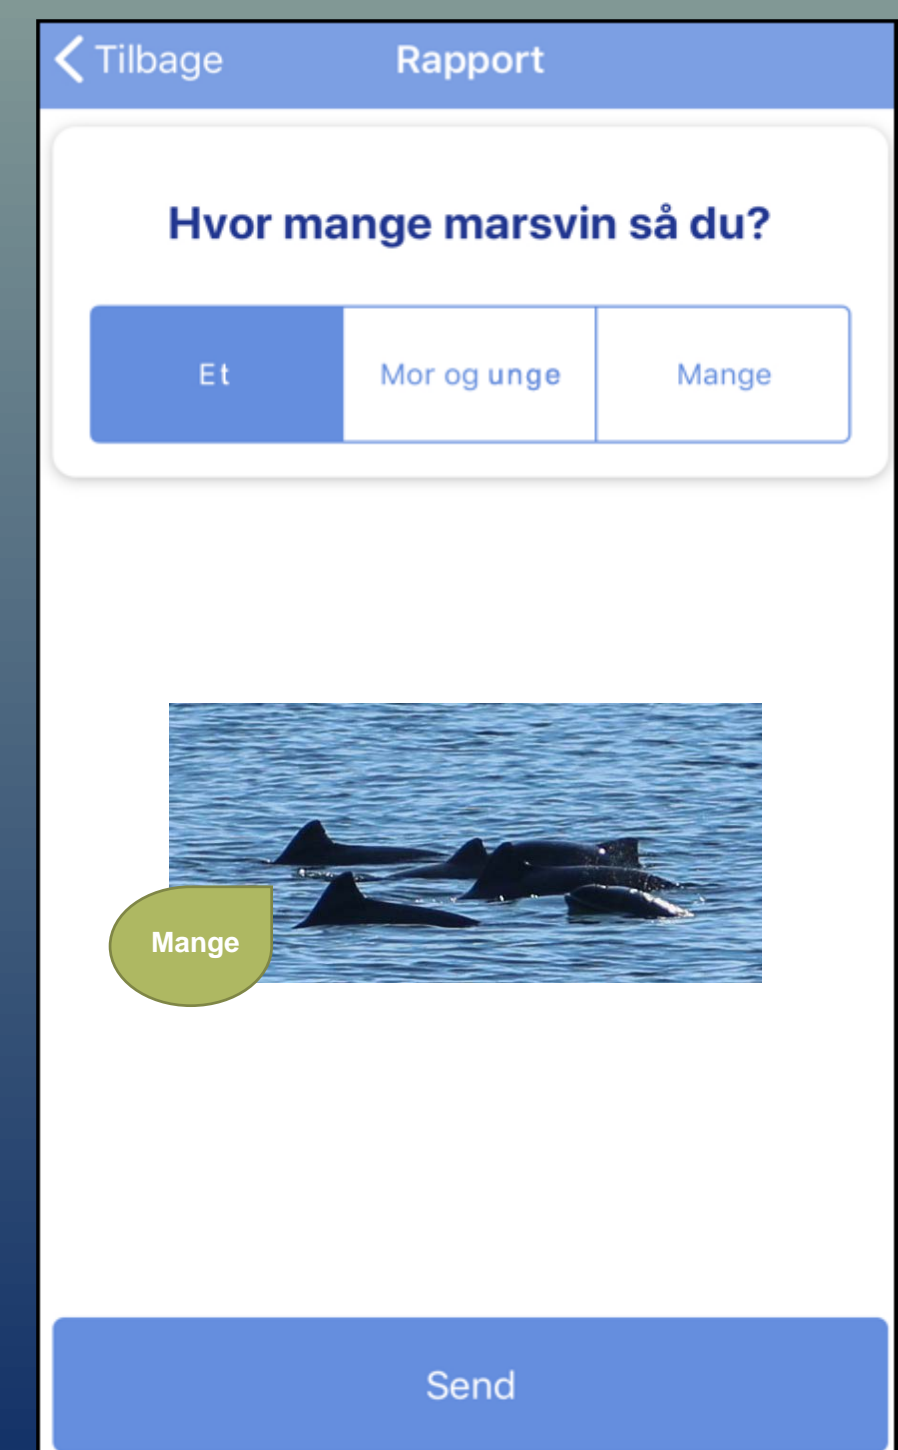 Tilbage Rapport
Hvor mange marsvin så du?
Et Mor og unge Mange
Mange
Send